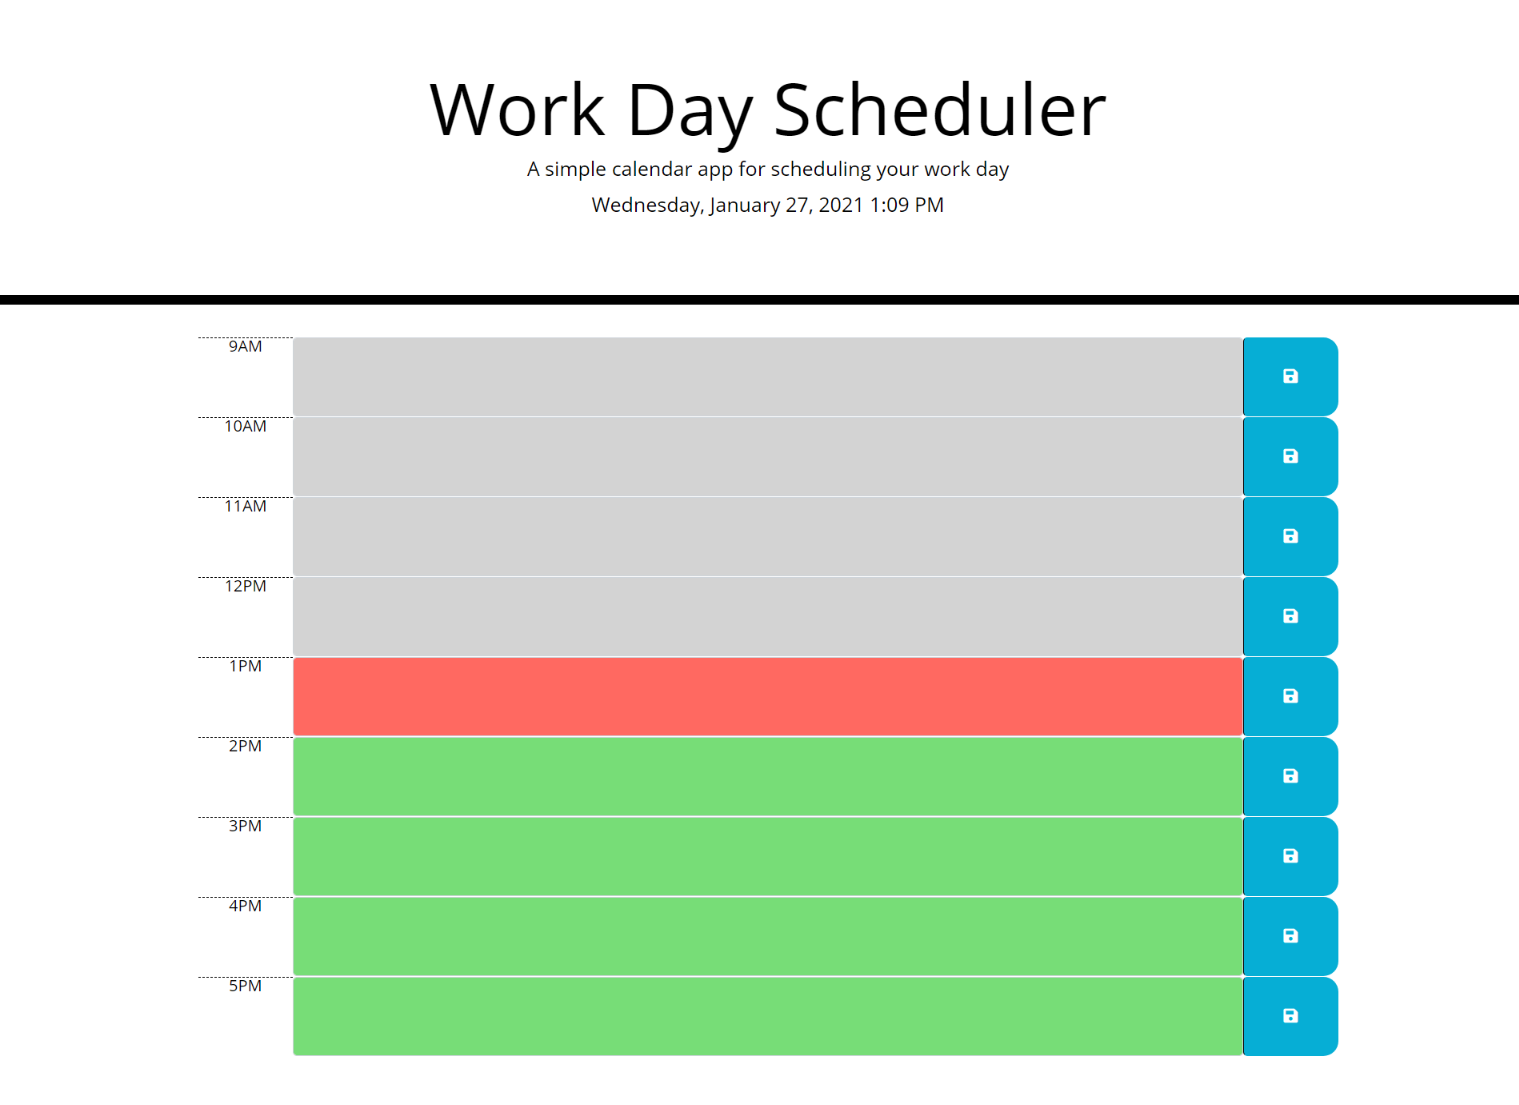 Work Day Scheduler
A simple calendar app for scheduling your work day
Wednesday, January 27, 2021 1:09 PM
9AM
10AM
11AM
12PM
1PM
2PM
3PM
4PM
5PM